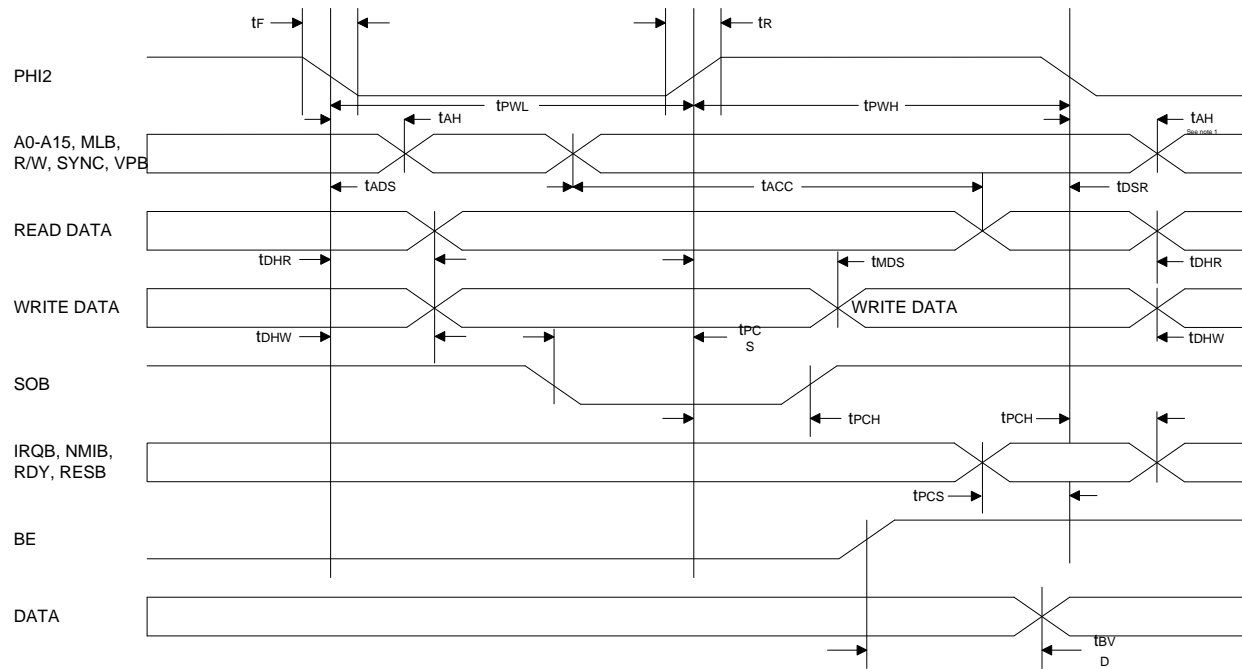 tF
tR
PHI2
tPWL
tPWH
tAH
tAH
See note 1
A0-A15, MLB,
R/W, SYNC, VPB
tADS
tACC
tDSR
READ DATA
tDHR
tMDS
tDHR
WRITE DATA
WRITE DATA
tDHW
tPC
S
tDHW
SOB
tPCH
tPCH
IRQB, NMIB,
RDY, RESB
tPCS
BE
DATA
tBV
D